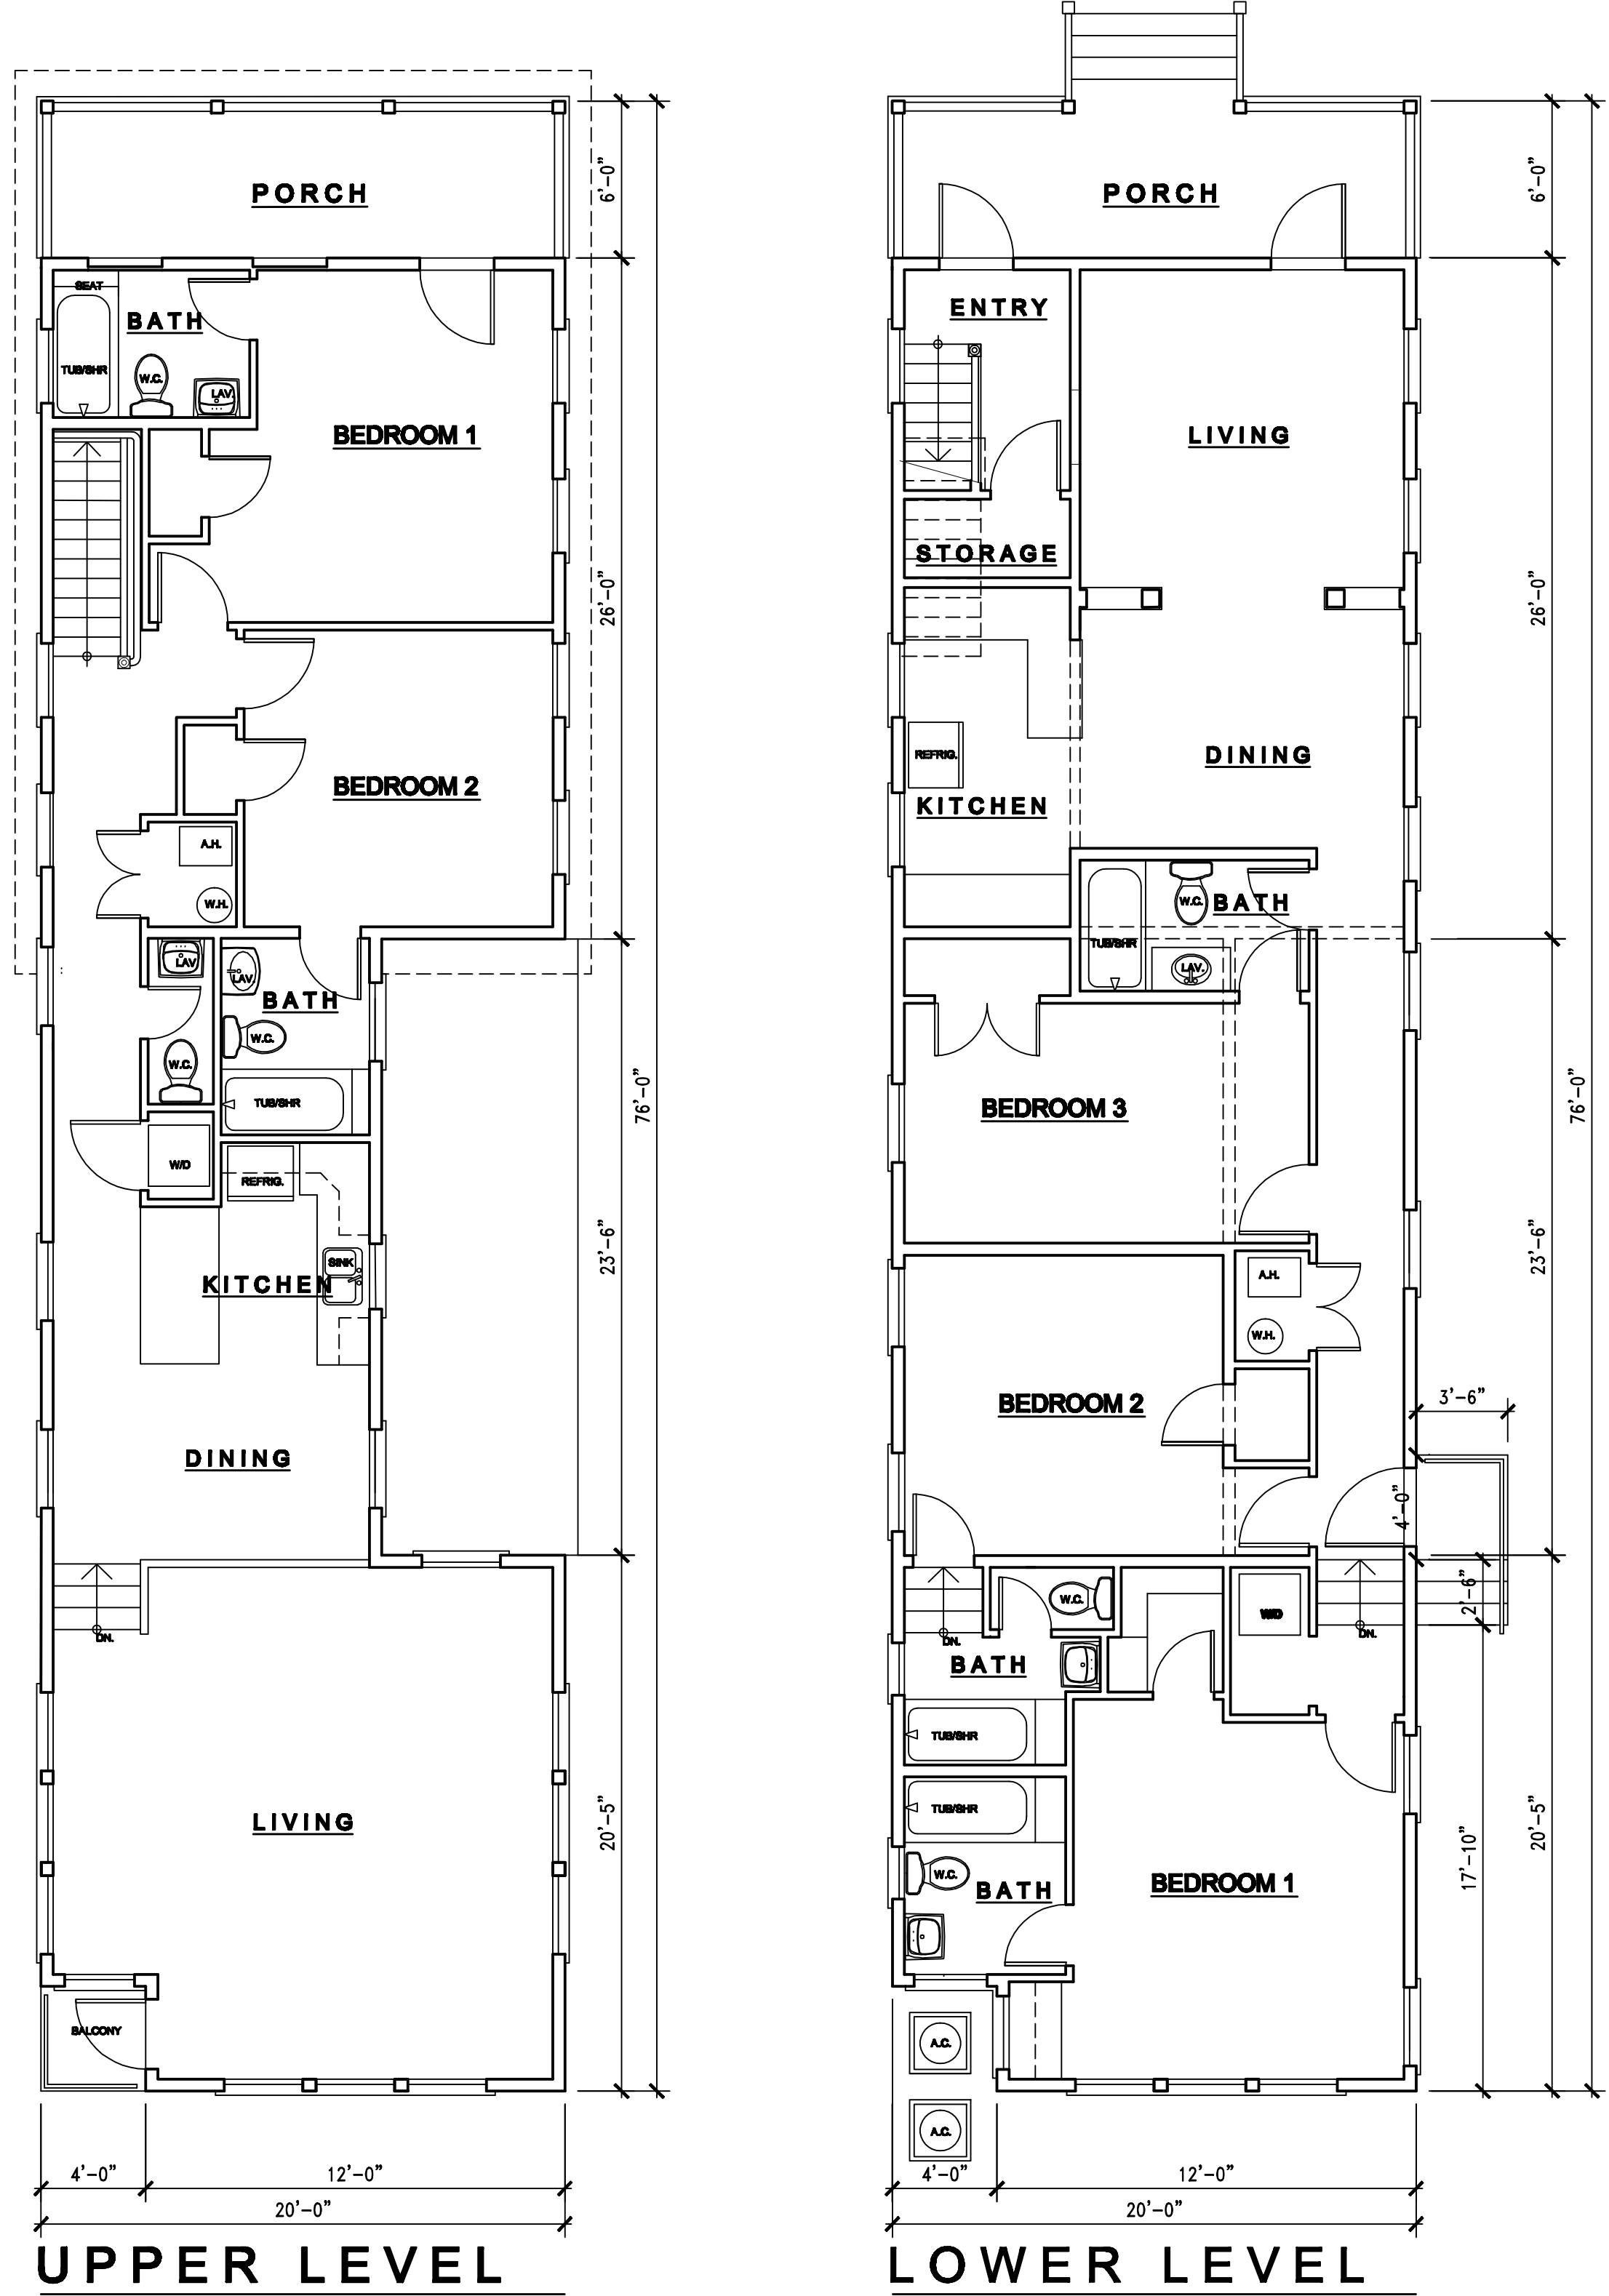 PORCH
6'-0"
SEAT
BATH
TUB/SHR
W.C.
LAV.
BEDROOM 1
26'-0"
BEDROOM 2
A.H.
W.H.
LAV
LAV.
BATH
W.C.
W.C.
TUB/SHR
76'-0"
W/D
REFRIG.
SINK
KITCHEN
23'-6"
DINING
DN.
LIVING
20'-5"
BALCONY
4'-0"
12'-0"
20'-0"
UPPER LEVEL
PORCH
6'-0"
ENTRY
LIVING
STORAGE
26'-0"
REFRIG.
DINING
KITCHEN
W.C.
BATH
TUB/SHR
LAV.
BEDROOM 3
76'-0"
23'-6"
A.H.
W.H.
BEDROOM 2
3'-6"
4'-0"
2'-6"
W.C.
W/D
DN.
DN.
BATH
TUB/SHR
TUB/SHR
W.C.
BATH
BEDROOM 1
17'-10"
20'-5"
A.C.
A.C.
4'-0"
12'-0"
20'-0"
LOWER LEVEL